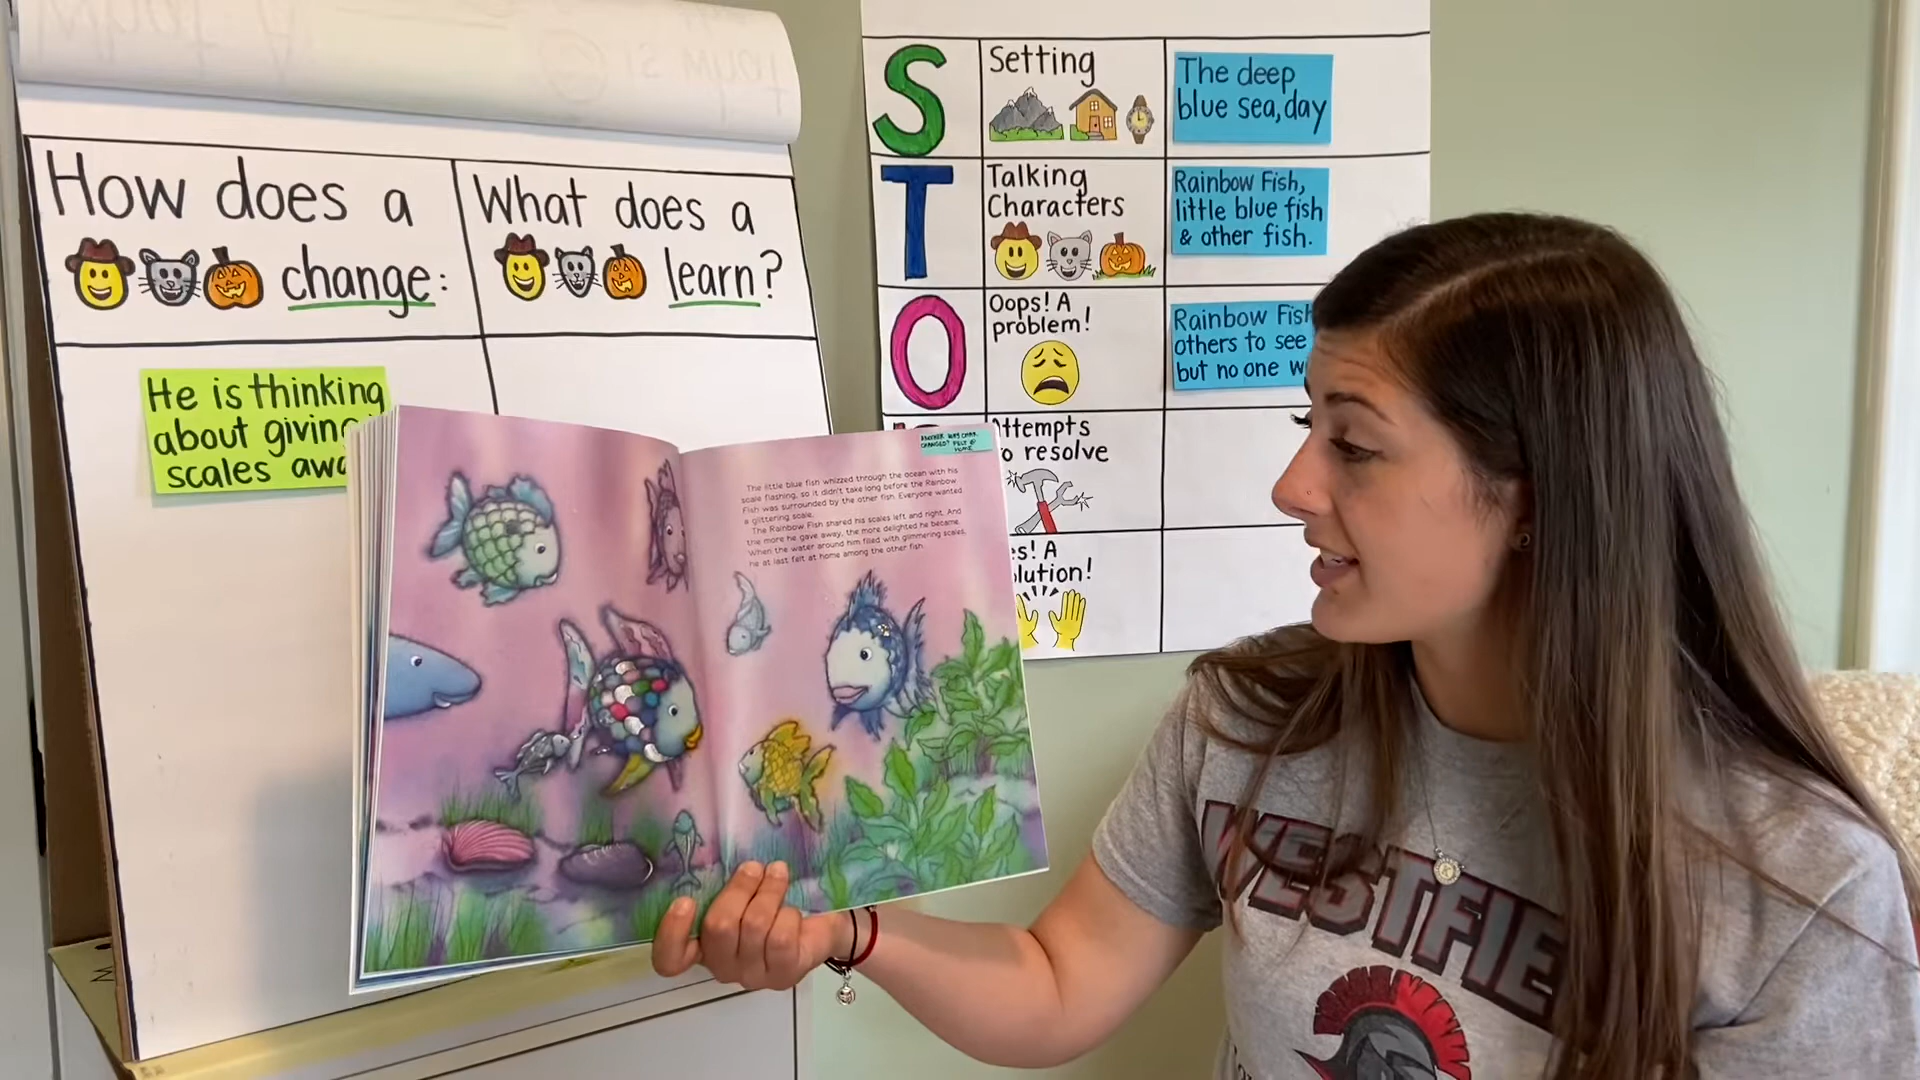 How does a
change:
What does a
learn?
He is thinking
about giving
scales awa
S
Setting
The deep
blue sea, day
T
Talking
Characters
Rainbow Fish,
little blue fish
& other fish.
O
Oops! A
problem!
Rainbow Fish
others to see
but no one w
Attempts
to resolve
es! A
olution!
The little blue fish whizzed through the ocean with his
scale flashing, so it didn't take long before the Rainbow
Fish was surrounded by the other fish. Everyone wanted
a glittering scale.
The Rainbow Fish shared his scales left and right. And
the more he gave away, the more delighted he became.
When the water around him filled with glimmering scales,
he at last felt at home among the other fish.
WESTFIE